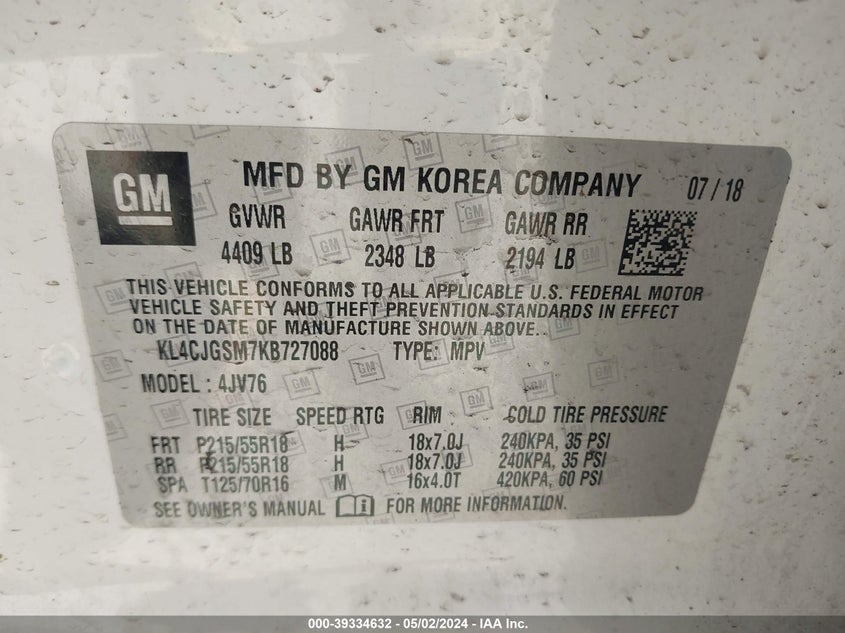 GM
MFD BY GM KOREA COMPANY 07 / 18
GVWR GAWR FRT GAWR RR
4409 LB 2348 LB 2194 LB
THIS VEHICLE CONFORMS TO ALL APPLICABLE U.S. FEDERAL MOTOR
VEHICLE SAFETY AND THEFT PREVENTION STANDARDS IN EFFECT
ON THE DATE OF MANUFACTURE SHOWN ABOVE.
KL4CJGSM7KB727088 TYPE: MPV
MODEL : 4JV76
TIRE SIZE SPEED RTG RIM COLD TIRE PRESSURE
FRT P215/55R18 H 18x7.0J 240KPA, 35 PSI
RR P215/55R18 H 18x7.0J 240KPA, 35 PSI
SPA T125/70R16 M 16x4.0T 420KPA, 60 PSI
SEE OWNER'S MANUAL i FOR MORE INFORMATION.
000-39334632 - 05/02/2024 - IAA Inc.